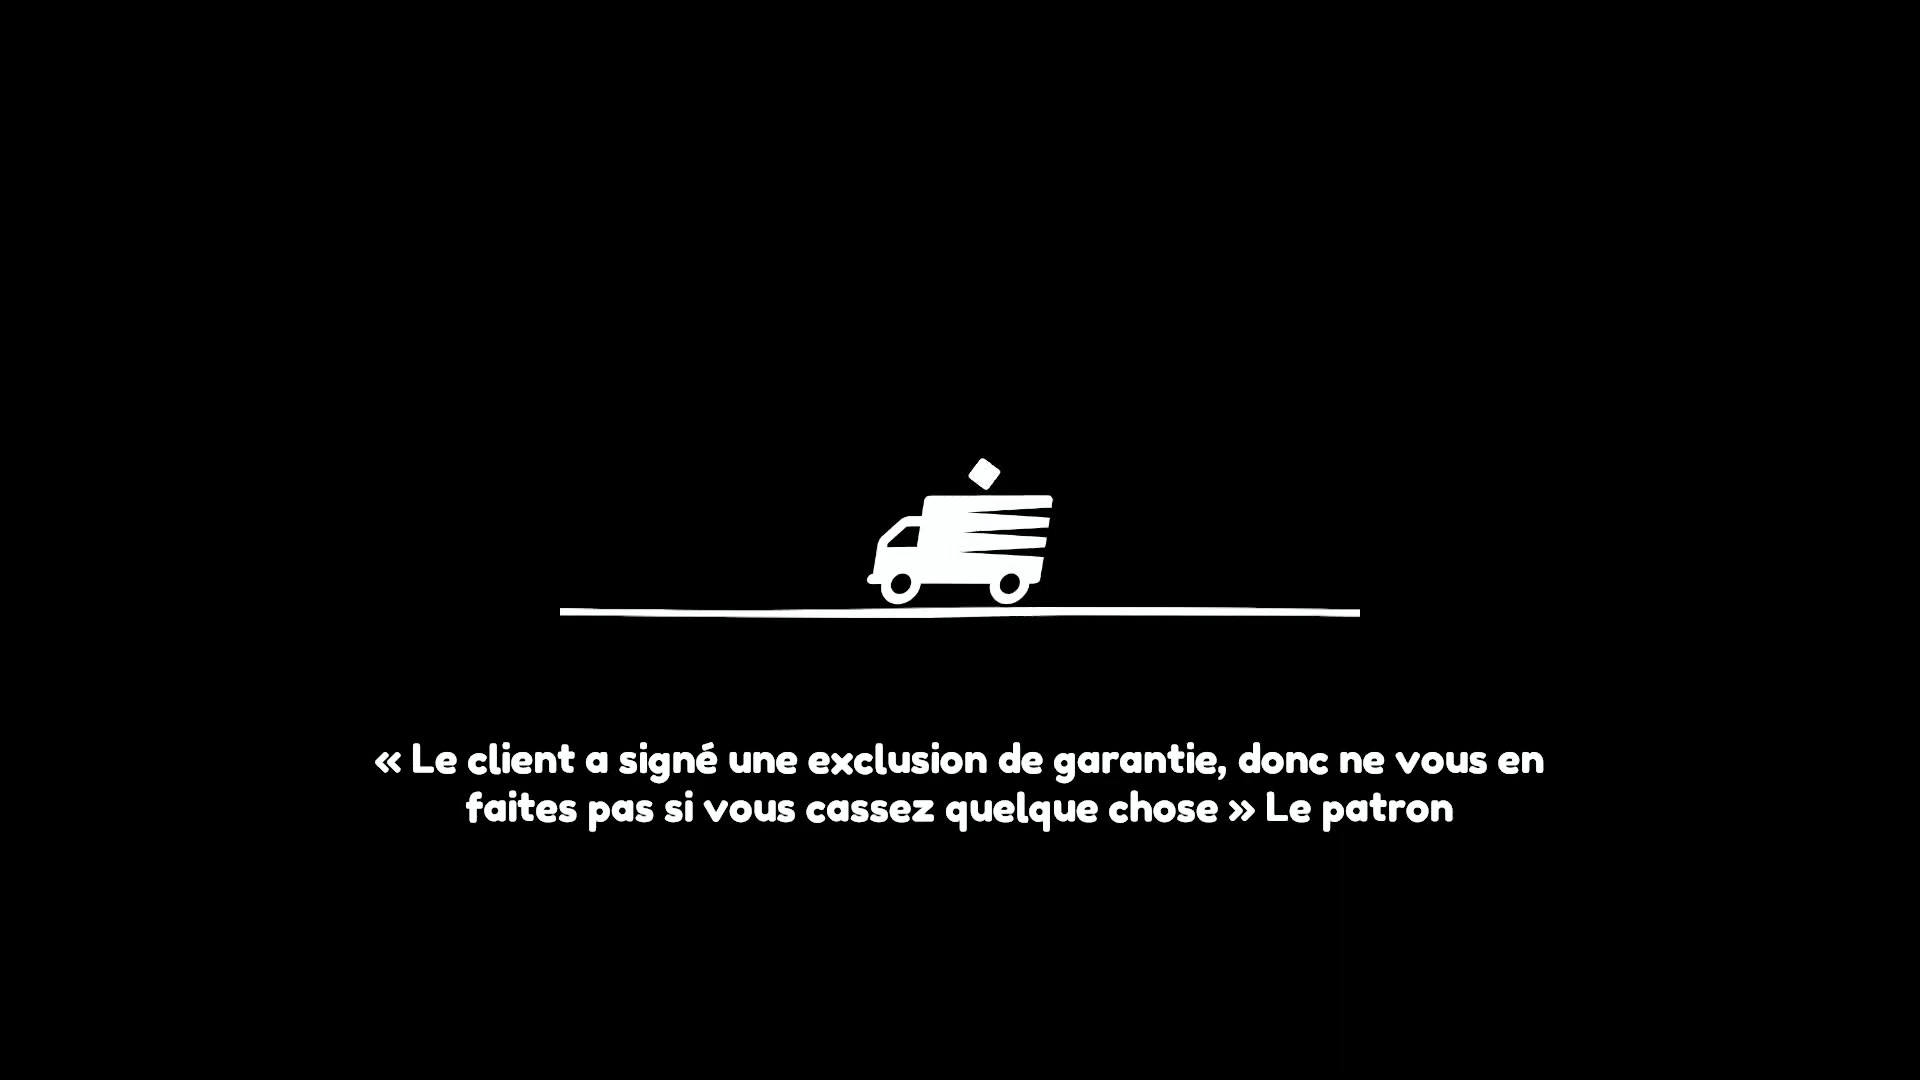 « Le client a signé une exclusion de garantie, donc ne vous en
faites pas si vous cassez quelque chose » Le patron